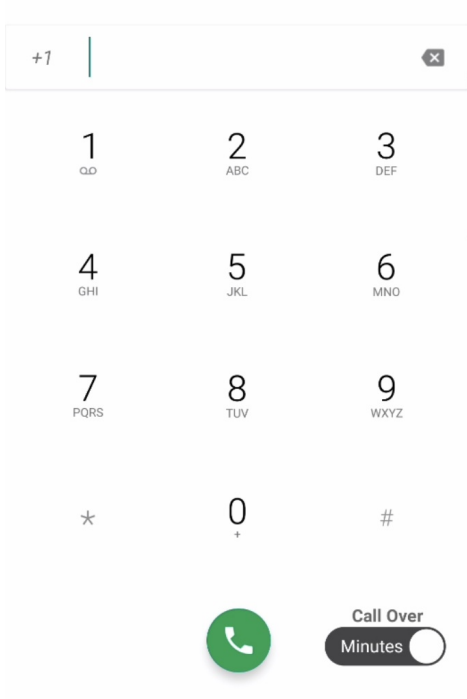 +1
1 2 3
ABC DEF
4 5 6
GHI JKL MNO
7 8 9
PQRS TUV WXYZ
* 0 #
+
Call Over
Minutes